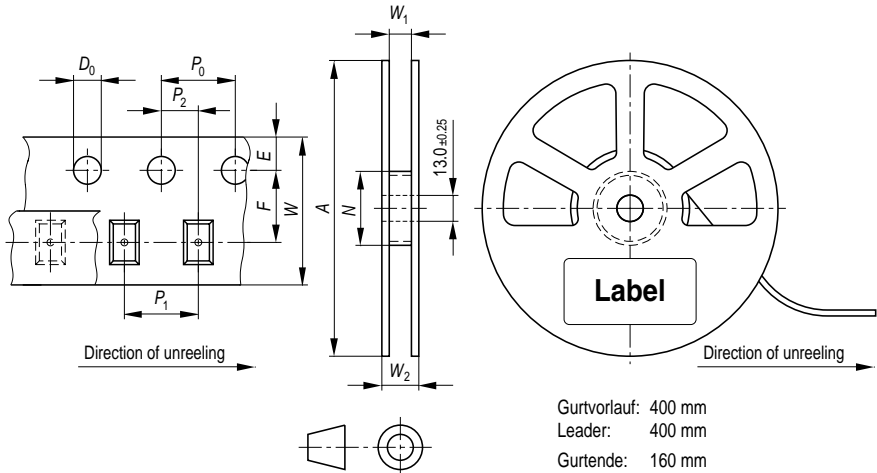 W1
D0
P0
P2
E
F
W
P1
A
N
13.0±0.25
W2
Label
Direction of unreeling
Direction of unreeling
Gurtvorlauf: 400 mm
Leader: 400 mm
Gurtende: 160 mm